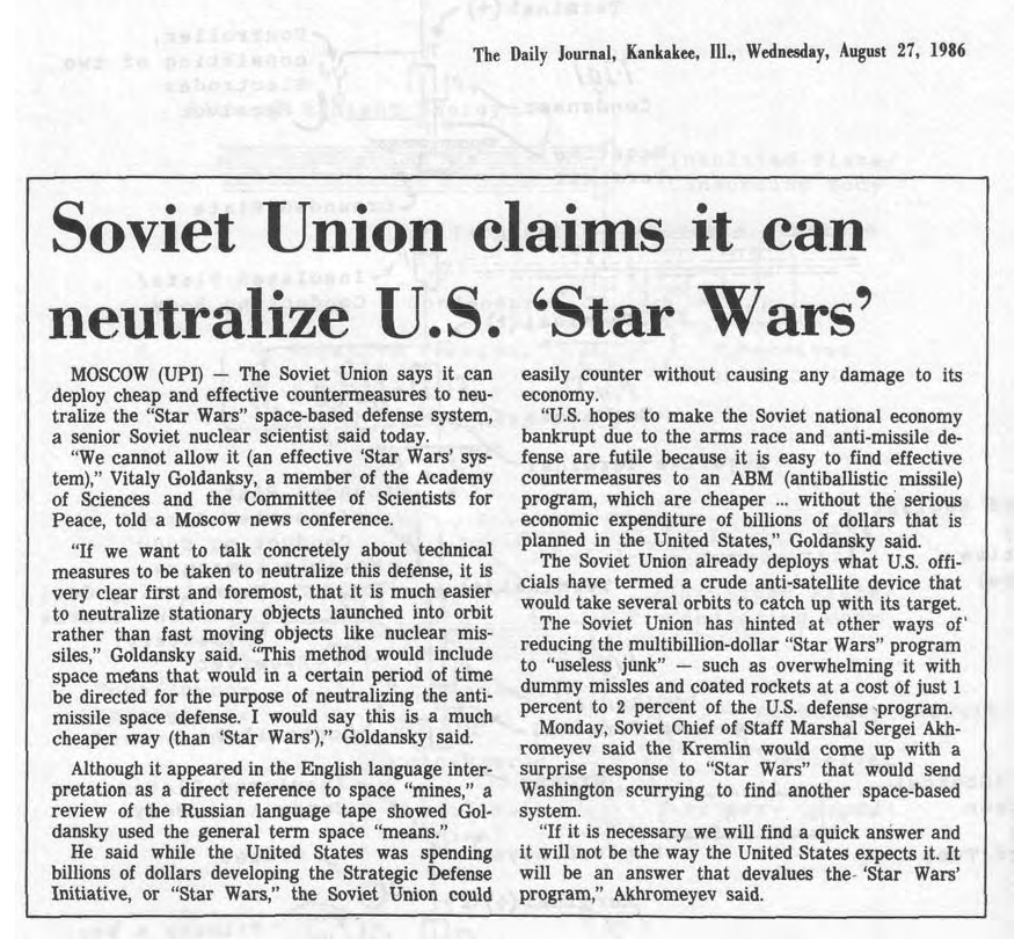 The Daily Journal, Kankakee, Ill., Wednesday, August 27, 1986
Soviet Union claims it can
neutralize U.S. ‘Star Wars’
MOSCOW (UPI) — The Soviet Union says it can
deploy cheap and effective countermeasures to neu-
tralize the “Star Wars” space-based defense system,
a senior Soviet nuclear scientist said today.
“We cannot allow it (an effective ‘Star Wars’ sys-
tem),” Vitaly Goldanksy, a member of the Academy
of Sciences and the Committee of Scientists for
Peace, told a Moscow news conference.
“If we want to talk concretely about technical
measures to be taken to neutralize this defense, it is
very clear first and foremost, that it is much easier
to neutralize stationary objects launched into orbit
rather than fast moving objects like nuclear mis-
siles,” Goldansky said. “This method would include
space means that would in a certain period of time
be directed for the purpose of neutralizing the anti-
missile space defense. I would say this is a much
cheaper way (than ‘Star Wars’),” Goldansky said.
Although it appeared in the English language inter-
pretation as a direct reference to space “mines,” a
review of the Russian language tape showed Gol-
dansky used the general term space “means.”
He said while the United States was spending
billions of dollars developing the Strategic Defense
Initiative, or “Star Wars,” the Soviet Union could
easily counter without causing any damage to its
economy.
“U.S. hopes to make the Soviet national economy
bankrupt due to the arms race and anti-missile de-
fense are futile because it is easy to find effective
countermeasures to an ABM (antiballistic missile)
program, which are cheaper ... without the serious
economic expenditure of billions of dollars that is
planned in the United States,” Goldansky said.
The Soviet Union already deploys what U.S. offi-
cials have termed a crude anti-satellite device that
would take several orbits to catch up with its target.
The Soviet Union has hinted at other ways of
reducing the multibillion-dollar “Star Wars” program
to “useless junk” — such as overwhelming it with
dummy missles and coated rockets at a cost of just 1
percent to 2 percent of the U.S. defense program.
Monday, Soviet Chief of Staff Marshal Sergei Akh-
romeyev said the Kremlin would come up with a
surprise response to “Star Wars” that would send
Washington scurrying to find another space-based
system.
“If it is necessary we will find a quick answer and
it will not be the way the United States expects it. It
will be an answer that devalues the ‘Star Wars’
program,” Akhromeyev said.